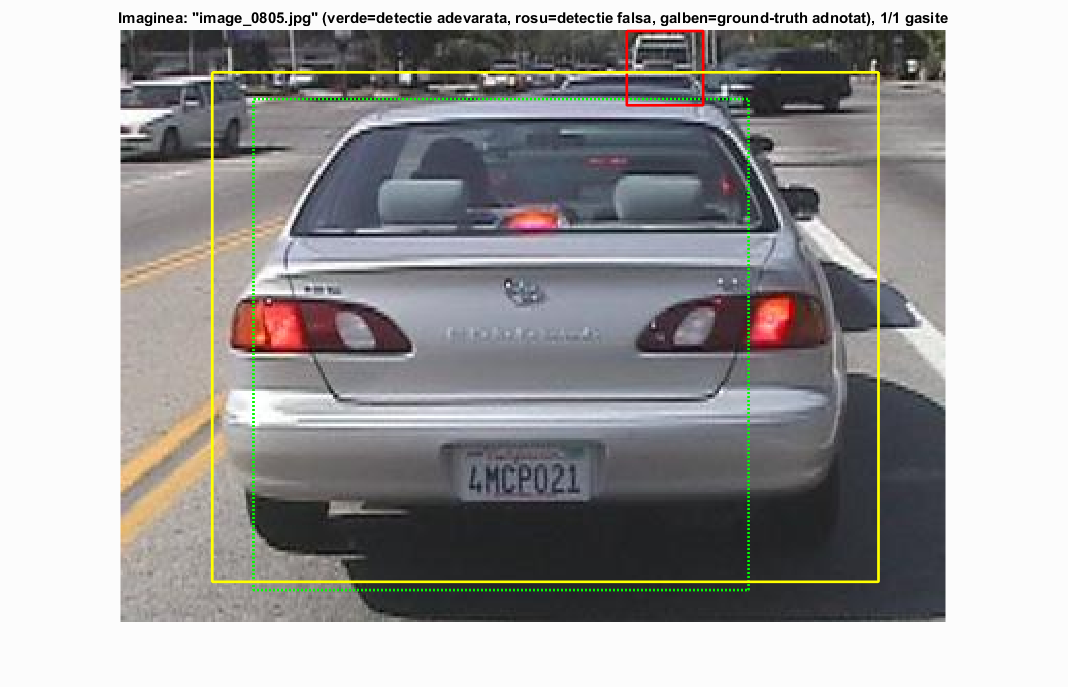 Imaginea: "image_0805.jpg" (verde=detectie adevarata, rosu=detectie falsa, galben=ground-truth adnotat), 1/1 gasite
4MCP021